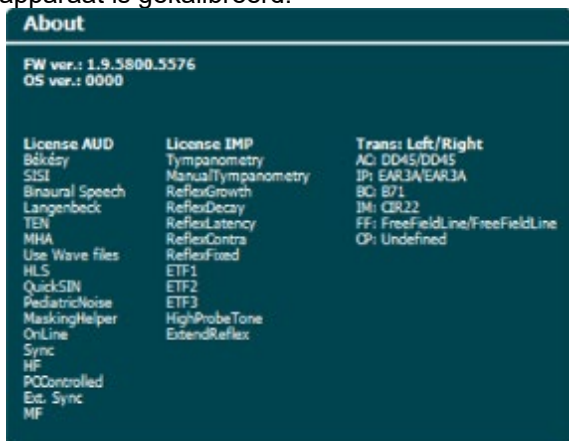 apparaat is gekalibreerd.
About
FW ver.: 1.9.5800.5576
OS ver.: 0000
License AUD
Békésy
SISI
Binaural Speech
Langenbeck
TEN
MHA
Use Wave files
HLS
QuickSIN
PediatricNoise
MaskingHelper
OnLine
Sync
HF
PCControlled
Ext. Sync
MF
License IMP
Tympanometry
ManualTympanometry
ReflexGrowth
ReflexDecay
ReflexLatency
ReflexContra
ReflexFixed
ETF1
ETF2
ETF3
HighProbeTone
ExtendReflex
Trans: Left/Right
AC: DD45/DD45
IP: EAR3A/EAR3A
BC: B71
IM: CIR22
FF: FreeFieldLine/FreeFieldLine
CP: Undefined